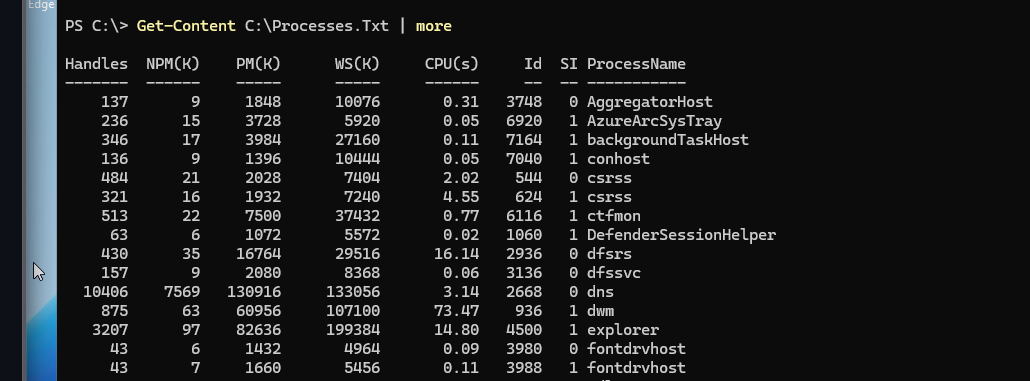 Edge
PS C:\> Get-Content C:\Processes.Txt | more
Handles NPM(K) PM(K) WS(K) CPU(s) Id SI ProcessName
------- ------ ----- ----- ------ -- -- -----------
137 9 1848 10076 0.31 3748 0 AggregatorHost
236 15 3728 5920 0.05 6920 1 AzureArcSysTray
346 17 3984 27160 0.11 7164 1 backgroundTaskHost
136 9 1396 10444 0.05 7040 1 conhost
484 21 2028 7404 2.02 544 0 csrss
321 16 1932 7240 4.55 624 1 csrss
513 22 7500 37432 0.77 6116 1 ctfmon
63 6 1072 5572 0.02 1060 1 DefenderSessionHelper
430 35 16764 29516 16.14 2936 0 dfsrs
157 9 2080 8368 0.06 3136 0 dfssvc
10406 7569 130916 133056 3.14 2668 0 dns
875 63 60956 107100 73.47 936 1 dwm
3207 97 82636 199384 14.80 4500 1 explorer
43 6 1432 4964 0.09 3980 0 fontdrvhost
43 7 1660 5456 0.11 3988 1 fontdrvhost